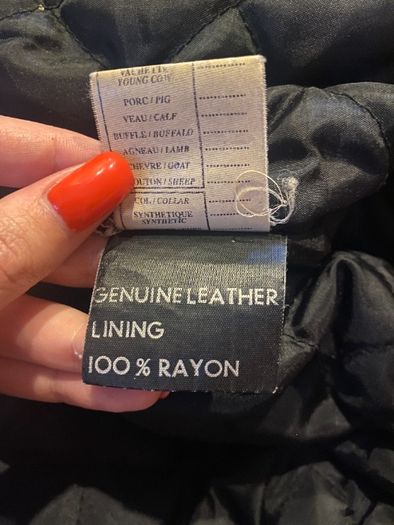 VACHETTE
YOUNG COW
PORC / PIG
VEAU / CALF
BUFFLE / BUFFALO
AGNEAU / LAMB
CHEVRE / GOAT
MOUTON / SHEEP
COL / COLLAR
SYNTHETIQUE
SYNTHETIC
GENUINE LEATHER
LINING
100 % RAYON